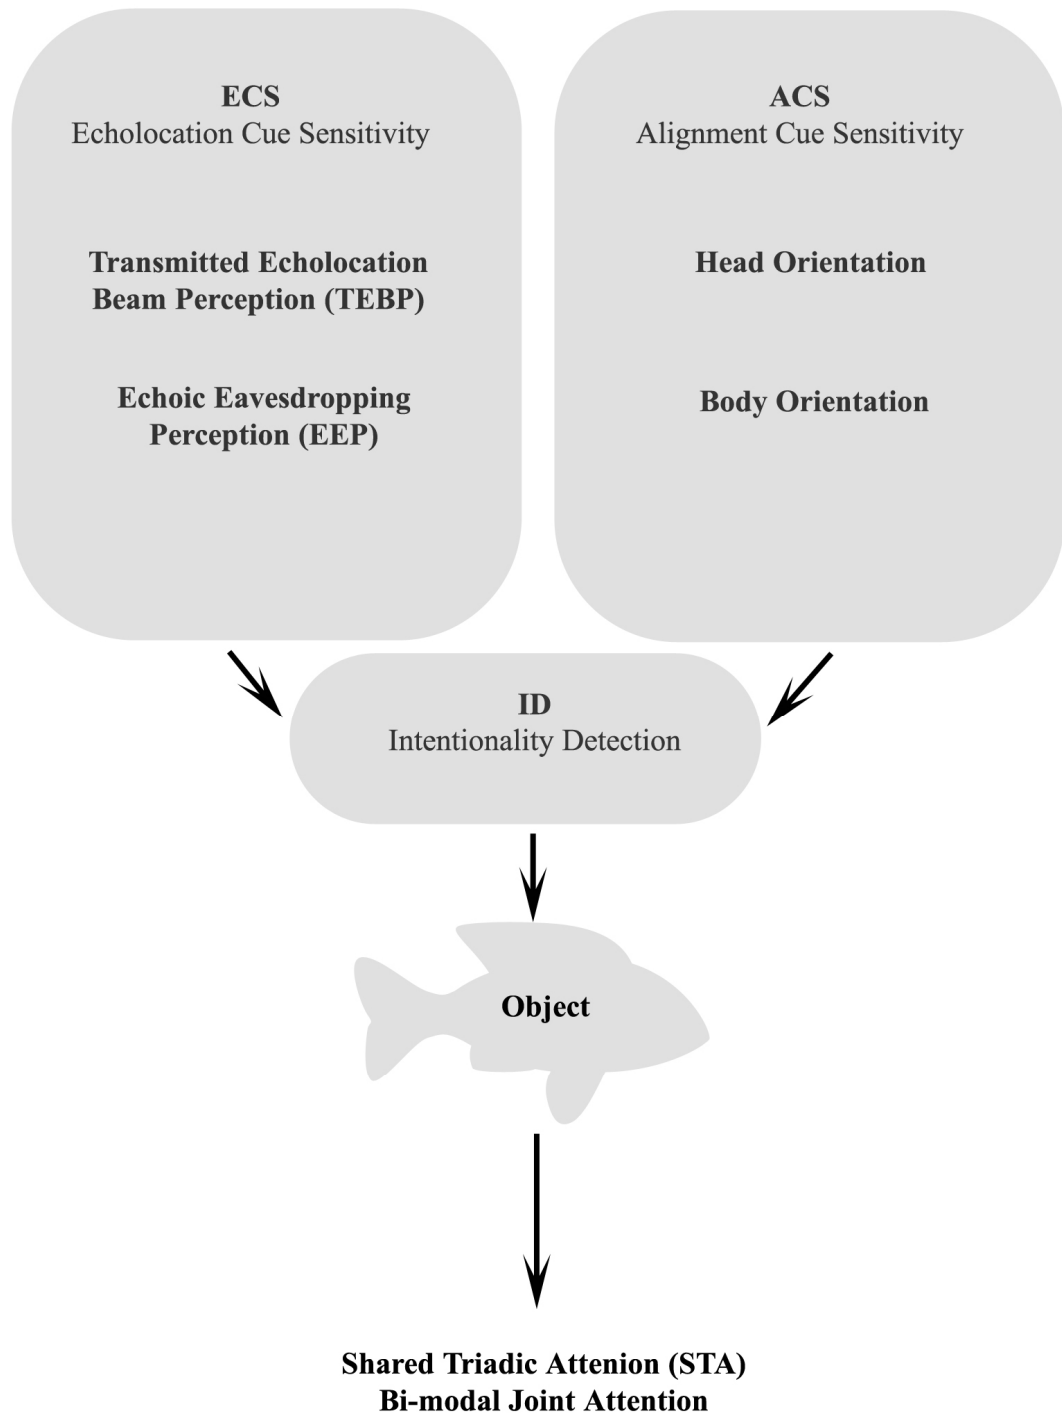 ECS
Echolocation Cue Sensitivity
Transmitted Echolocation
Beam Perception (TEBP)
Echoic Eavesdropping
Perception (EEP)
ACS
Alignment Cue Sensitivity
Head Orientation
Body Orientation
ID
Intentionality Detection
Object
Shared Triadic Attenion (STA)
Bi-modal Joint Attention